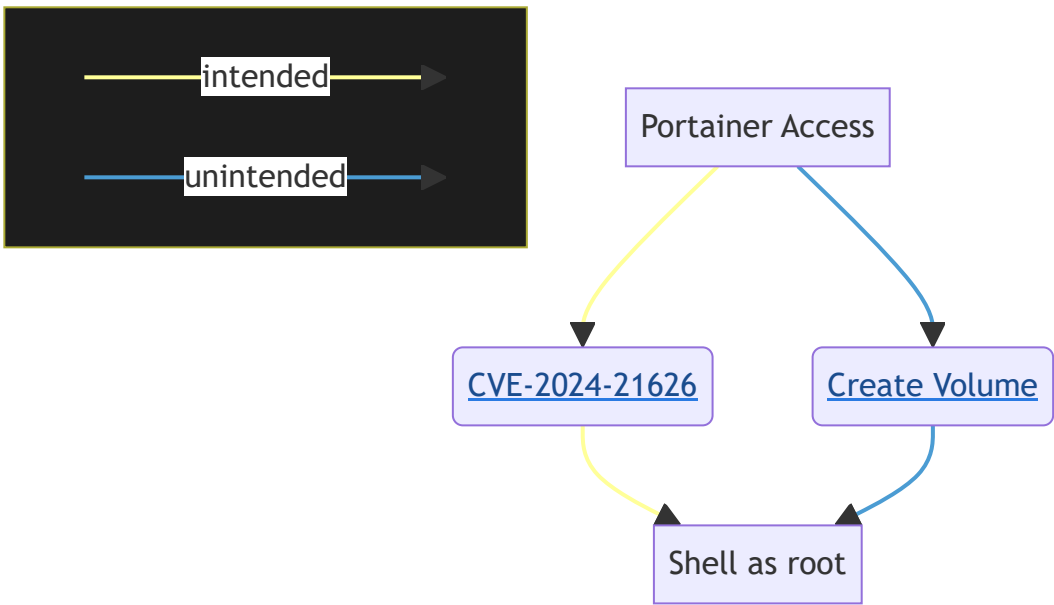 intended
unintended
Portainer Access
CVE-2024-21626
Create Volume
Shell as root